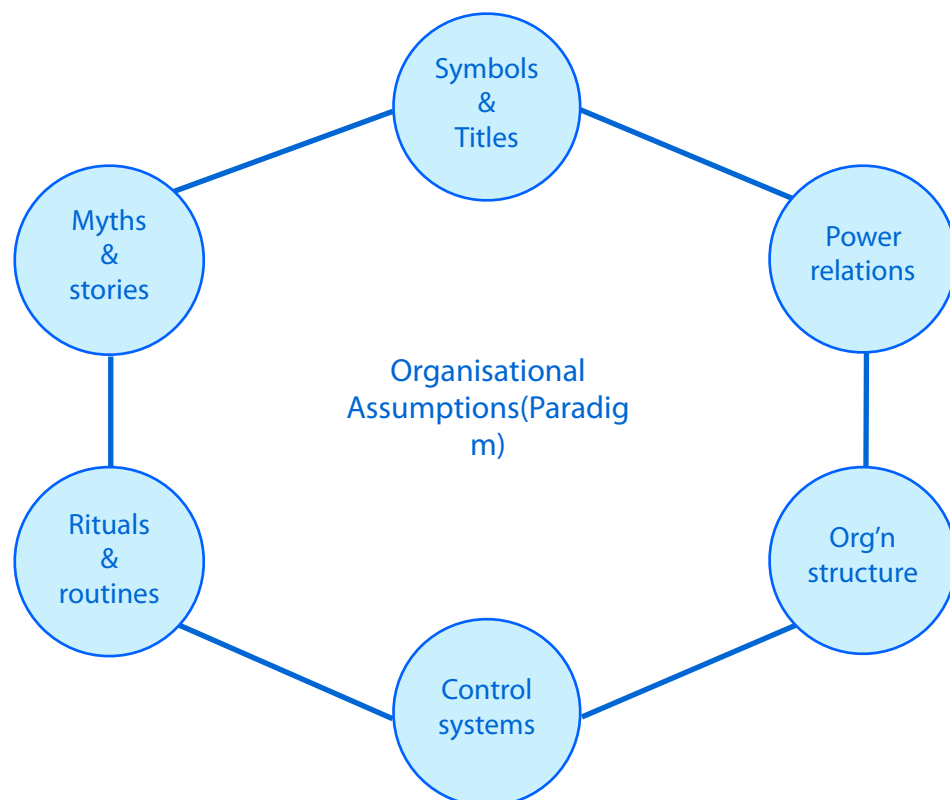 Symbols
&
Titles
Myths
&
stories
Power
relations
Organisational
Assumptions(Paradig
m)
Rituals
&
routines
Org’n
structure
Control
systems